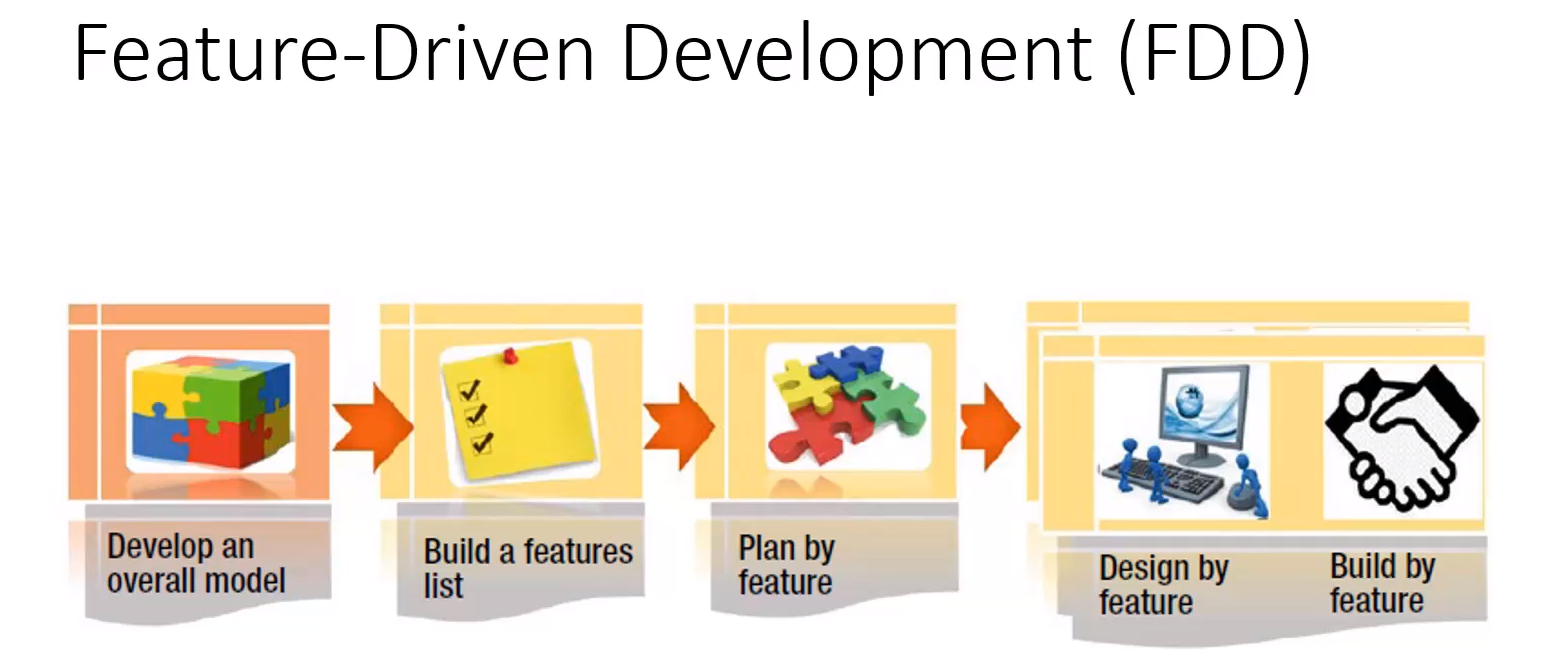 Feature-Driven Development (FDD)
Develop an
overall model
Build a features
list
Plan by
feature
Design by
feature
Build by
feature